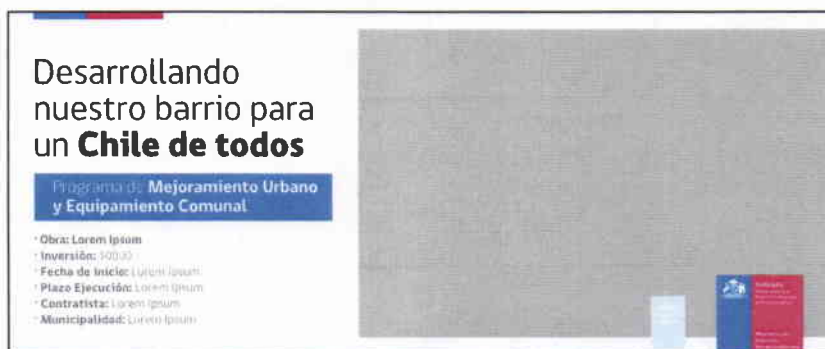 Desarrollando
nuestro barrio para
un Chile de todos
Programa de Mejoramiento Urbano
y Equipamiento Comunal
· Obra: Lorem Ipsum
· Inversión:
· Fecha de Inicio: Lorem Ipsum
· Plazo Ejecución: Lorem Ipsum
· Contratista: Lorem Ipsum
· Municipalidad: Lorem Ipsum